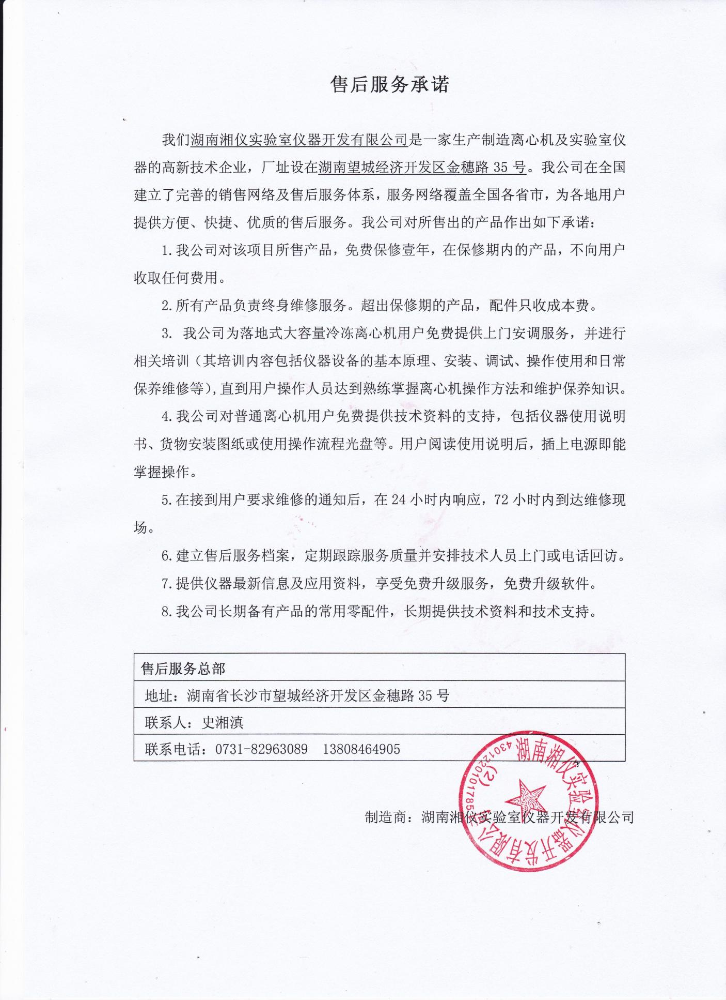 售后服务承诺
我们湖南湘仪实验室仪器开发有限公司是一家生产制造离心机及实验室仪
器的高新技术企业，厂址设在湖南望城经济开发区金穗路 35 号。我公司在全国
建立了完善的销售网络及售后服务体系，服务网络覆盖全国各省市，为各地用户
提供方便、快捷、优质的售后服务。我公司对所售出的产品作出如下承诺：
1.我公司对该项目所售产品，免费保修壹年，在保修期内的产品，不向用户
收取任何费用。
2.所有产品负责终身维修服务。超出保修期的产品，配件只收成本费。
3. 我公司为落地式大容量冷冻离心机用户免费提供上门安调服务，并进行
相关培训（其培训内容包括仪器设备的基本原理、安装、调试、操作使用和日常
保养维修等），直到用户操作人员达到熟练掌握离心机操作方法和维护保养知识。
4.我公司对普通离心机用户免费提供技术资料的支持，包括仪器使用说明
书、货物安装图纸或使用操作流程光盘等。用户阅读使用说明后，插上电源即能
掌握操作。
5.在接到用户要求维修的通知后，在 24 小时内响应，72 小时内到达维修现
场。
6.建立售后服务档案，定期跟踪服务质量并安排技术人员上门或电话回访。
7.提供仪器最新信息及应用资料，享受免费升级服务，免费升级软件。
8.我公司长期备有产品的常用零配件，长期提供技术资料和技术支持。
售后服务总部
地址：湖南省长沙市望城经济开发区金穗路 35 号
联系人：史湘滇
联系电话：0731-82963089 13808464905
制造商：湖南湘仪实验室仪器开发有限公司
湖南湘仪实验室仪器开发有限公司
(2)
4301220101785